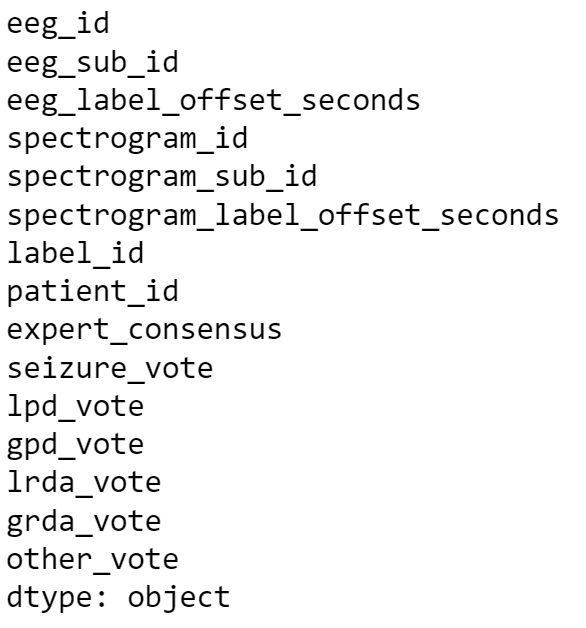 eeg_id
eeg_sub_id
eeg_label_offset_seconds
spectrogram_id
spectrogram_sub_id
spectrogram_label_offset_seconds
label_id
patient_id
expert_consensus
seizure_vote
lpd_vote
gpd_vote
lrda_vote
grda_vote
other_vote
dtype: object